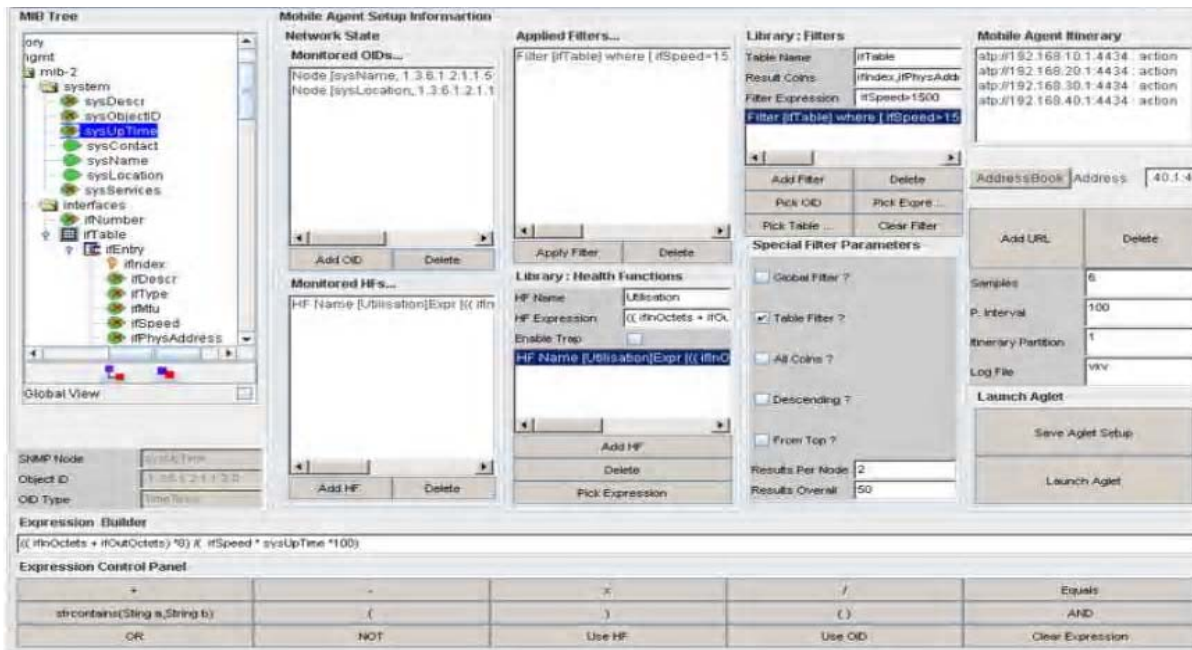 MIB Tree
ory
ngmt
mib-2
system
sysDescr
sysObjectID
sysUpTime
sysContact
sysName
sysLocation
sysServices
interfaces
ifNumber
ifTable
ifEntry
ifIndex
ifDescr
ifType
ifMtu
ifSpeed
ifPhysAddress
Global View
SNMP Node sysUpTime
Object ID
OID Type TimeTicks
Mobile Agent Setup Informartion
Network State
Monitored OIDs...
Node [sysName, 1.3.6.1.2.1.1.5
Node [sysLocation, 1.3.6.1.2.1.1
Add OID Delete
Monitored HFs...
HF Name [Utilisation]Expr [(( ifIn
Add HF Delete
Applied Filters...
Filter [ifTable] where [ ifSpeed>15
Apply Filter Delete
Library : Health Functions
HF Name Utilisation
HF Expression (( ifInOctets + ifOu
Enable Trap
HF Name [Utilisation]Expr [(( ifInO
Add HF
Delete
Pick Expression
Library : Filters
Table Name ifTable
Result Colns ifIndex,ifPhysAdd
Filter Expression ifSpeed>1500
Filter [ifTable] where [ ifSpeed>15
Add Filter Delete
Pick OID Pick Expre ...
Pick Table ... Clear Filter
Special Filter Parameters
Global Filter ?
Table Filter ?
All Colns ?
Descending ?
From Top ?
Results Per Node 2
Results Overall 50
Mobile Agent Itinerary
atp://192.168.10.1:4434 : action
atp://192.168.20.1:4434 : action
atp://192.168.30.1:4434 : action
atp://192.168.40.1:4434 : action
AddressBook Address 40.1:4
Add URL Delete
Samples 6
P. Interval 100
Itinerary Partition 1
Log File vkv
Launch Aglet
Save Aglet Setup
Launch Aglet
Expression Builder
(( ifInOctets + ifOutOctets) *8) /( ifSpeed * sysUpTime *100)
Expression Control Panel
+ - x / Equals
strcontains(Sting a,String b) ( ) ( ) AND
OR NOT Use HF Use OID Clear Expression